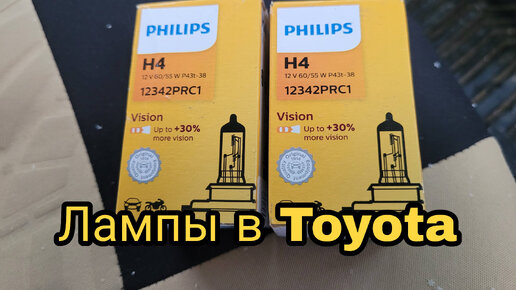 PHILIPS
H4
12 V 60/55 W P43t-38
12342PRC1
Vision
Up to +30%
more vision
PHILIPS
H4
12 V 60/55 W P43t-38
12342PRC1
Vision
Up to +30%
more vision
Лампы в Toyota